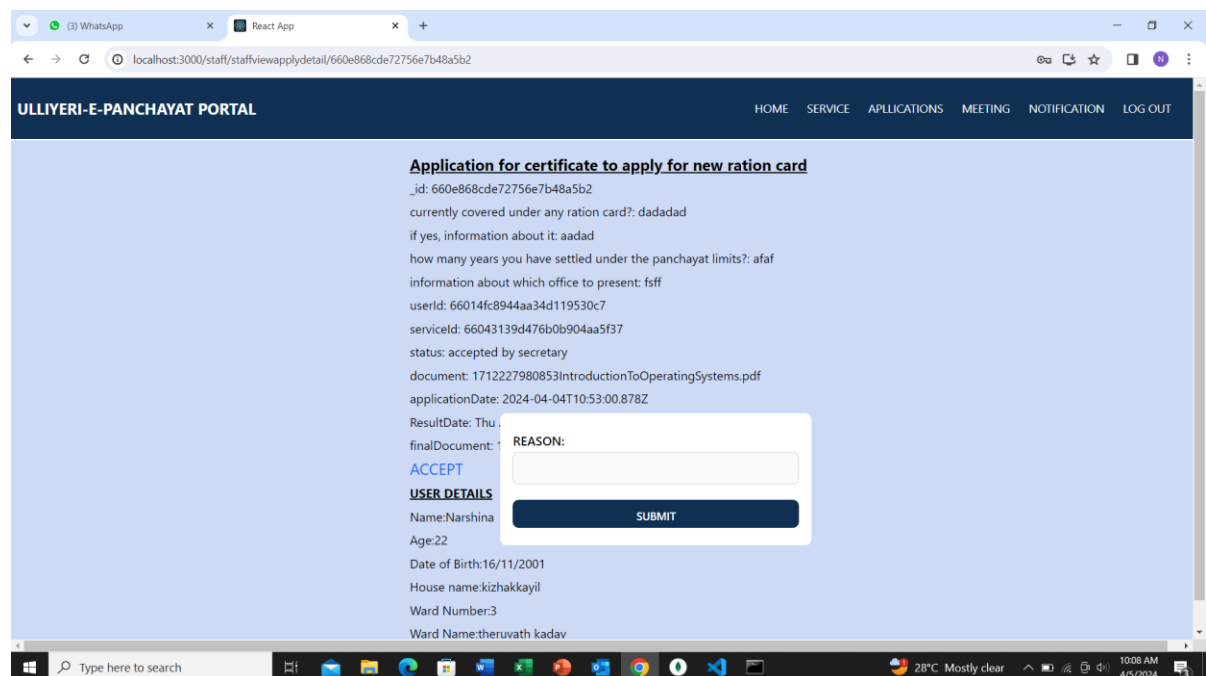 (3) WhatsApp
React App
localhost:3000/staff/staffviewapplydetail/660e868cde72756e7b48a5b2
N
ULLIYERI-E-PANCHAYAT PORTAL
HOME SERVICE APLLICATIONS MEETING NOTIFICATION LOG OUT
Application for certificate to apply for new ration card
_id: 660e868cde72756e7b48a5b2
currently covered under any ration card?: dadadad
if yes, information about it: aadad
how many years you have settled under the panchayat limits?: afaf
information about which office to present: fsff
userId: 66014fc8944aa34d119530c7
serviceId: 66043139d476b0b904aa5f37
status: accepted by secretary
document: 1712227980853IntroductionToOperatingSystems.pdf
applicationDate: 2024-04-04T10:53:00.878Z
ResultDate: Thu
finalDocument:
REASON:
SUBMIT
ACCEPT
USER DETAILS
Name:Narshina
Age:22
Date of Birth:16/11/2001
House name:kizhakkayil
Ward Number:3
Ward Name:theruvath kadav
Type here to search
28°C Mostly clear
10:08 AM
4/5/2024